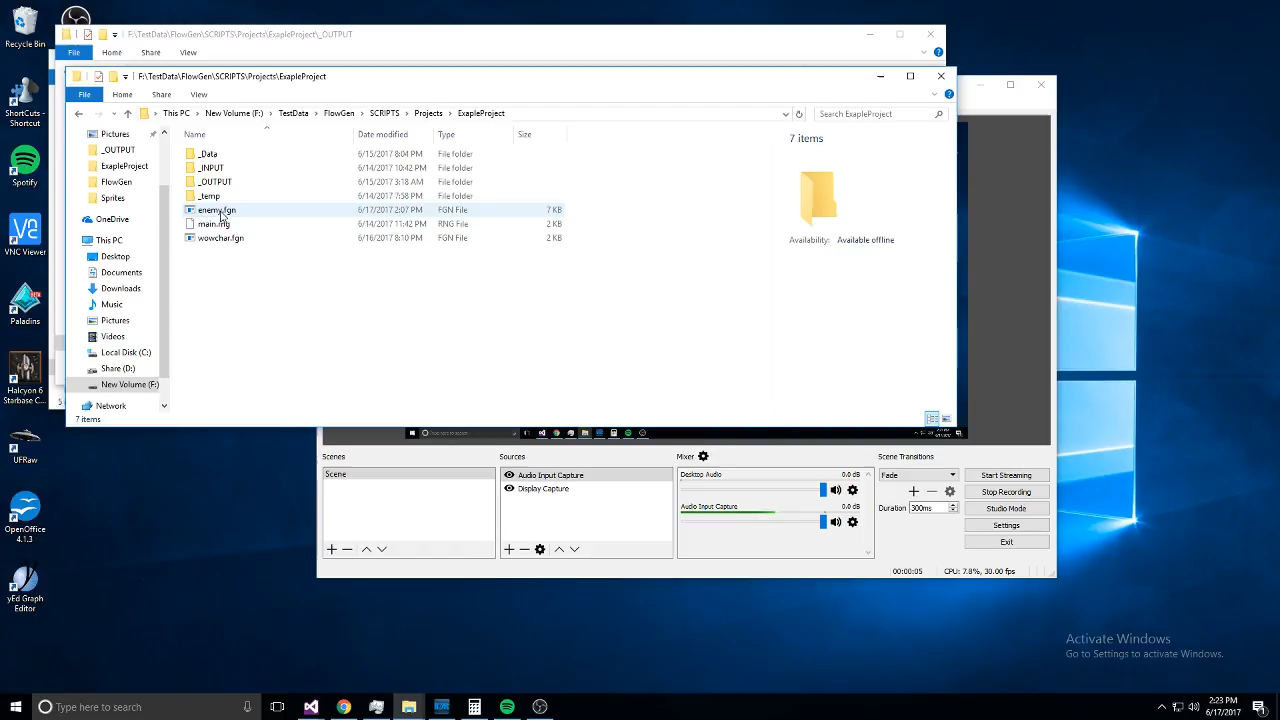 Recycle Bin
F:\TestData\FlowGen\SCRIPTS\Projects\ExapleProject\_OUTPUT
File Home Share View
F:\TestData\FlowGen\SCRIPTS\Projects\ExapleProject
File Home Share View
This PC New Volume (F:) TestData FlowGen SCRIPTS Projects ExapleProject
Search ExapleProject
Pictures
_OUTPUT
ExapleProject
FlowGen
Sprites
OneDrive
This PC
Desktop
Documents
Downloads
Music
Pictures
Videos
Local Disk (C:)
Share (D:)
New Volume (F:)
Network
Name Date modified Type Size
_Data 6/15/2017 8:04 PM File folder
_INPUT 6/14/2017 10:42 PM File folder
_OUTPUT 6/15/2017 3:18 AM File folder
_temp 6/14/2017 7:58 PM File folder
enemy.fgn 6/17/2017 2:07 PM FGN File 7 KB
main.rng 6/14/2017 11:42 PM RNG File 2 KB
wowchar.fgn 6/16/2017 8:10 PM FGN File 2 KB
7 items
Availability: Available offline
7 items
ShortCuts - Shortcut
Spotify
VNC Viewer
Paladins
Halcyon 6 Starbase C...
UFRaw
OpenOffice 4.1.3
yEd Graph Editor
Scenes
Scene
Sources
Audio Input Capture
Display Capture
Mixer
Desktop Audio 0.0 dB
Audio Input Capture 0.0 dB
Scene Transitions
Fade
Duration 300ms
Start Streaming
Stop Recording
Studio Mode
Settings
Exit
00:00:05 CPU: 7.8%, 30.00 fps
Activate Windows
Go to Settings to activate Windows.
Type here to search
2:23 PM
6/17/2017